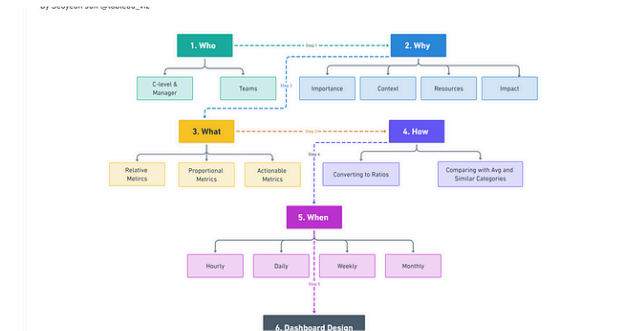 1. Who
Step 1
2. Why
C-level &
Manager
Teams
Step 2
Importance
Context
Resources
Impact
3. What
Step 3
4. How
Relative
Metircs
Proportional
Metrics
Actionable
Metrics
Step 4
Converting to Ratios
Comparing with Avg and
Similar Categories
5. When
Hourly
Daily
Weekly
Monthly
Step 5
6. Dashboard Design